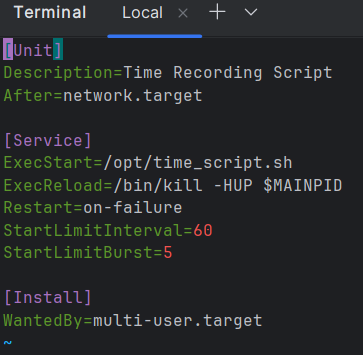 Terminal Local × +
[Unit]
Description=Time Recording Script
After=network.target
[Service]
ExecStart=/opt/time_script.sh
ExecReload=/bin/kill -HUP $MAINPID
Restart=on-failure
StartLimitInterval=60
StartLimitBurst=5
[Install]
WantedBy=multi-user.target
~